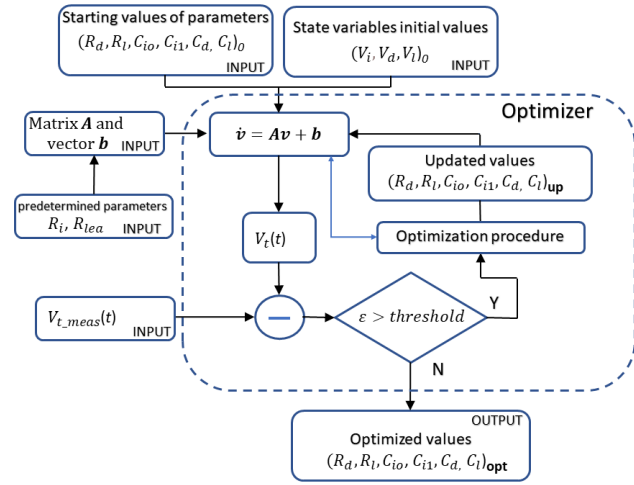 Starting values of parameters
(R_d, R_l, C_io, C_i1, C_d, C_l)_0
INPUT
State variables initial values
(V_i, V_d, V_l)_0
INPUT
Optimizer
Matrix A and
vector b
INPUT
v̇ = Av + b
Updated values
(R_d, R_l, C_io, C_i1, C_d, C_l)_up
predetermined parameters
R_i, R_lea
INPUT
V_t(t)
Optimization procedure
V_t_meas(t)
INPUT
−
ε > threshold
Y
N
OUTPUT
Optimized values
(R_d, R_l, C_io, C_i1, C_d, C_l)_opt